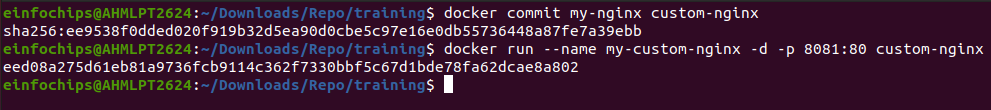 einfochips@AHMLPT2624:~/Downloads/Repo/training$ docker commit my-nginx custom-nginx
sha256:ee9538f0dded020f919b32d5ea90d0cbe5c97e16e0db55736448a87fe7a39ebb
einfochips@AHMLPT2624:~/Downloads/Repo/training$ docker run --name my-custom-nginx -d -p 8081:80 custom-nginx
eed08a275d61eb81a9736fcb9114c362f7330bbf5c67d1bde78fa62dcae8a802
einfochips@AHMLPT2624:~/Downloads/Repo/training$